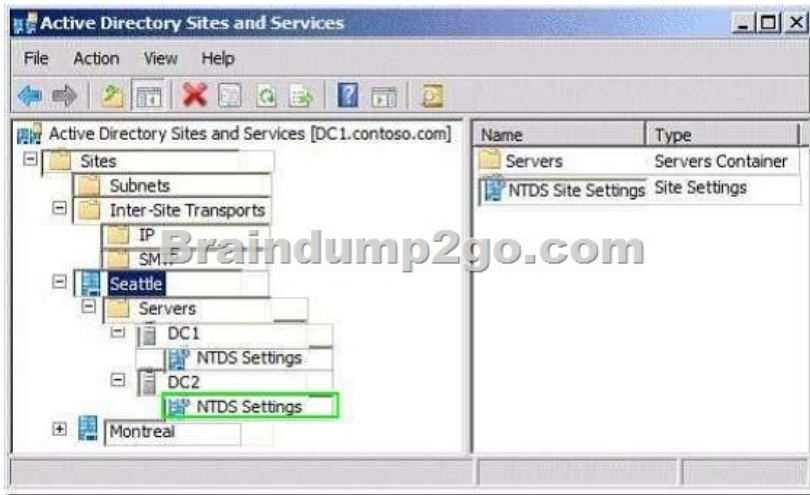 Active Directory Sites and Services
File Action View Help
Active Directory Sites and Services [DC1.contoso.com]
Sites
Subnets
Inter-Site Transports
IP
Seattle
Servers
DC1
NTDS Settings
DC2
NTDS Settings
Montreal
Name Type
Servers Servers Container
NTDS Site Settings Site Settings
Braindump2go.com